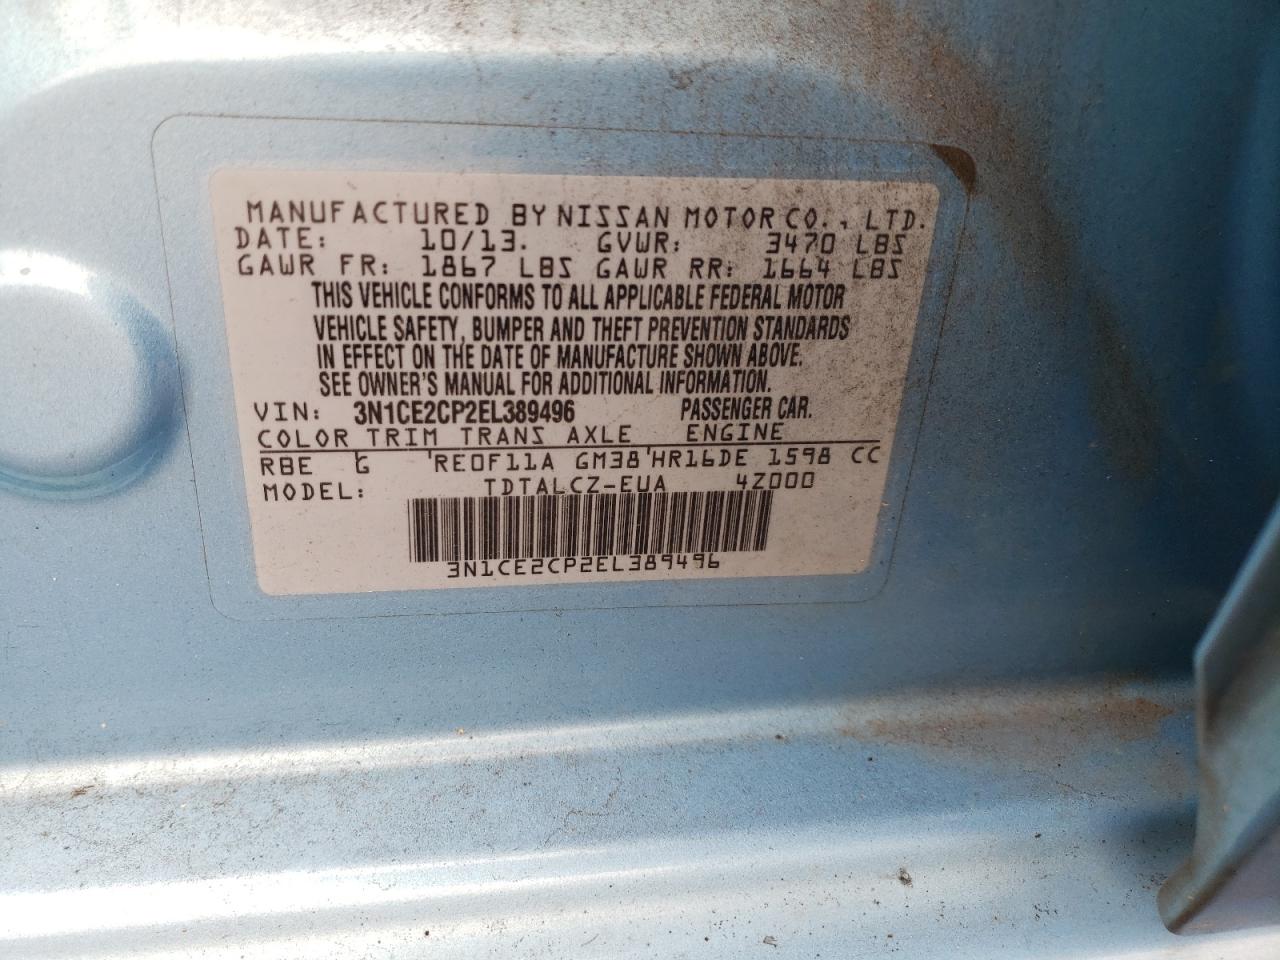 MANUFACTURED BY NISSAN MOTOR CO., LTD.
DATE: 10/13. GVWR: 3470 LBS
GAWR FR: 1867 LBS GAWR RR: 1664 LBS
THIS VEHICLE CONFORMS TO ALL APPLICABLE FEDERAL MOTOR
VEHICLE SAFETY, BUMPER AND THEFT PREVENTION STANDARDS
IN EFFECT ON THE DATE OF MANUFACTURE SHOWN ABOVE.
SEE OWNER'S MANUAL FOR ADDITIONAL INFORMATION.
VIN: 3N1CE2CP2EL389496 PASSENGER CAR.
COLOR TRIM TRANS AXLE ENGINE
RBE G RE0F11A GM38 HR16DE 1598 CC
MODEL: TDTALCZ-EUA 4Z000
3N1CE2CP2EL389496